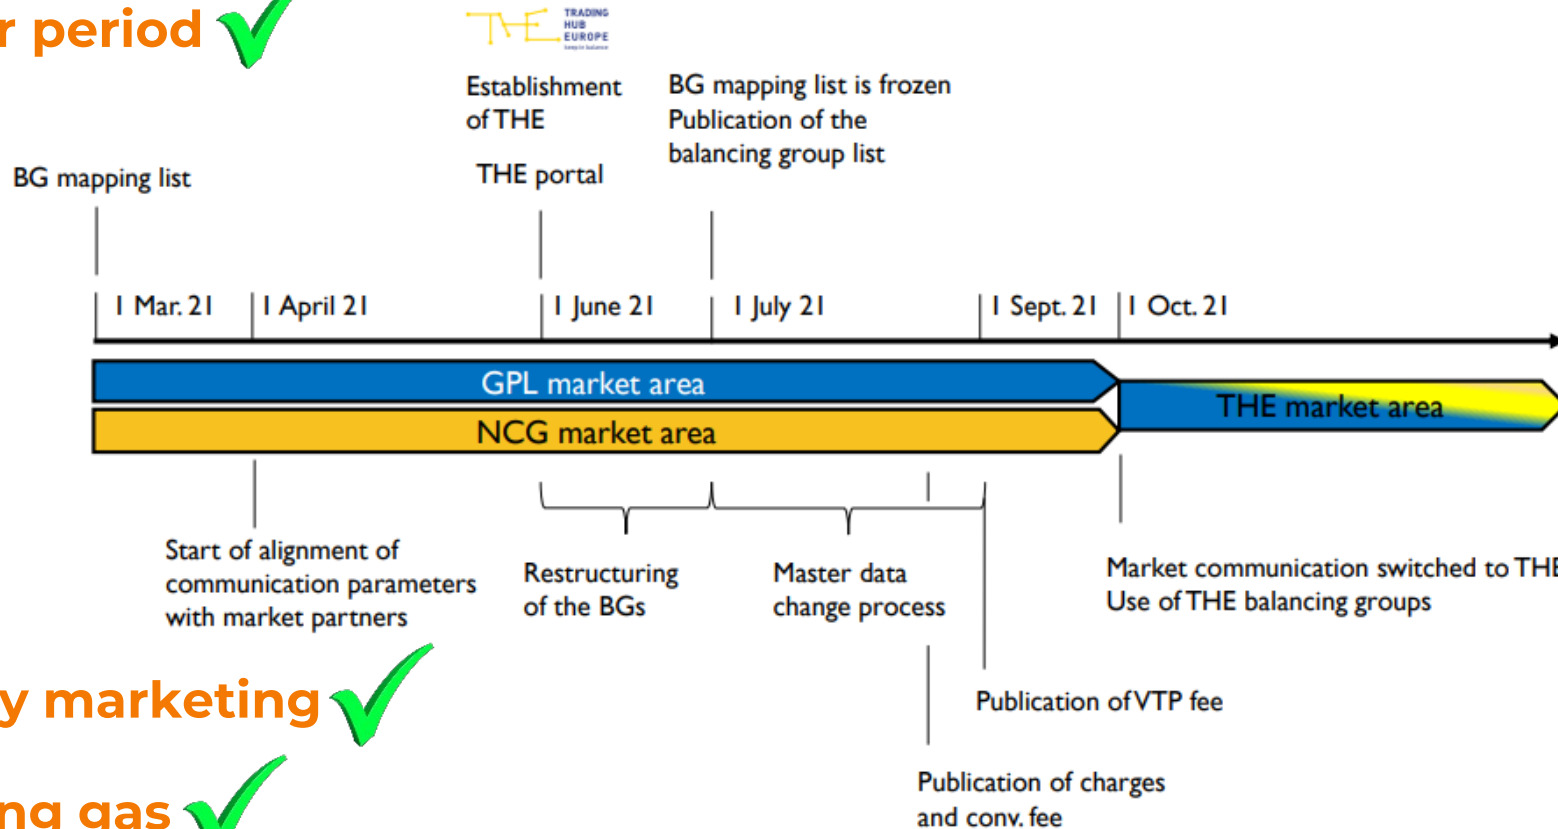 r period
TRADING
HUB
EUROPE
keep in balance
Establishment
of THE
THE portal
BG mapping list is frozen
Publication of the
balancing group list
BG mapping list
1 Mar. 21
1 April 21
1 June 21
1 July 21
1 Sept. 21
1 Oct. 21
GPL market area
NCG market area
THE market area
Start of alignment of
communication parameters
with market partners
Restructuring
of the BGs
Master data
change process
Market communication switched to THE
Use of THE balancing groups
y marketing
Publication of VTP fee
Publication of charges
and conv. fee
ng gas